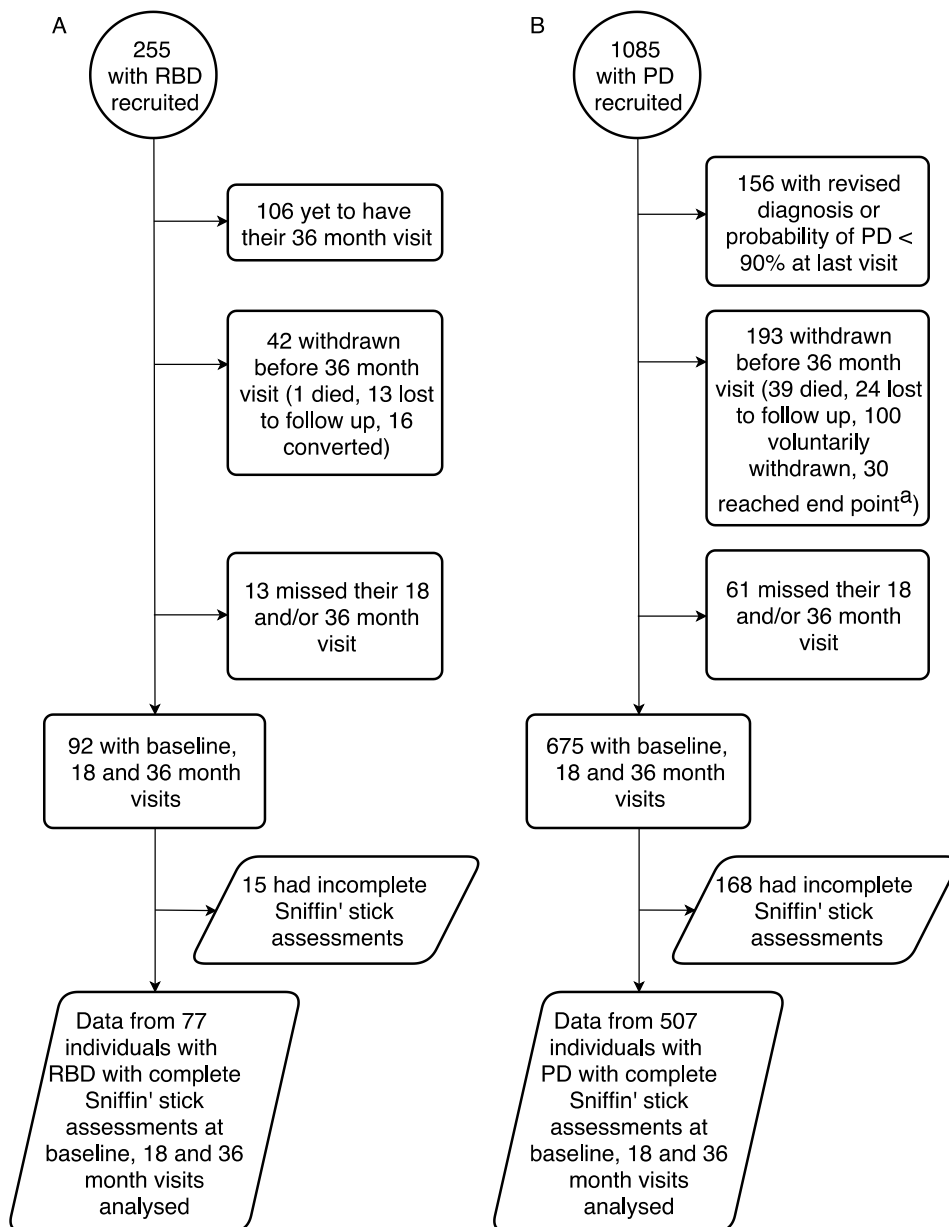 A
255
with RBD
recruited
106 yet to have
their 36 month visit
42 withdrawn
before 36 month
visit (1 died, 13 lost
to follow up, 16
converted)
13 missed their 18
and/or 36 month
visit
92 with baseline,
18 and 36 month
visits
15 had incomplete
Sniffin' stick
assessments
Data from 77
individuals with
RBD with complete
Sniffin' stick
assessments at
baseline, 18 and 36
month visits
analysed
B
1085
with PD
recruited
156 with revised
diagnosis or
probability of PD <
90% at last visit
193 withdrawn
before 36 month
visit (39 died, 24 lost
to follow up, 100
voluntarily
withdrawn, 30
reached end pointᵃ)
61 missed their 18
and/or 36 month
visit
675 with baseline,
18 and 36 month
visits
168 had incomplete
Sniffin' stick
assessments
Data from 507
individuals with
PD with complete
Sniffin' stick
assessments at
baseline, 18 and 36
month visits
analysed